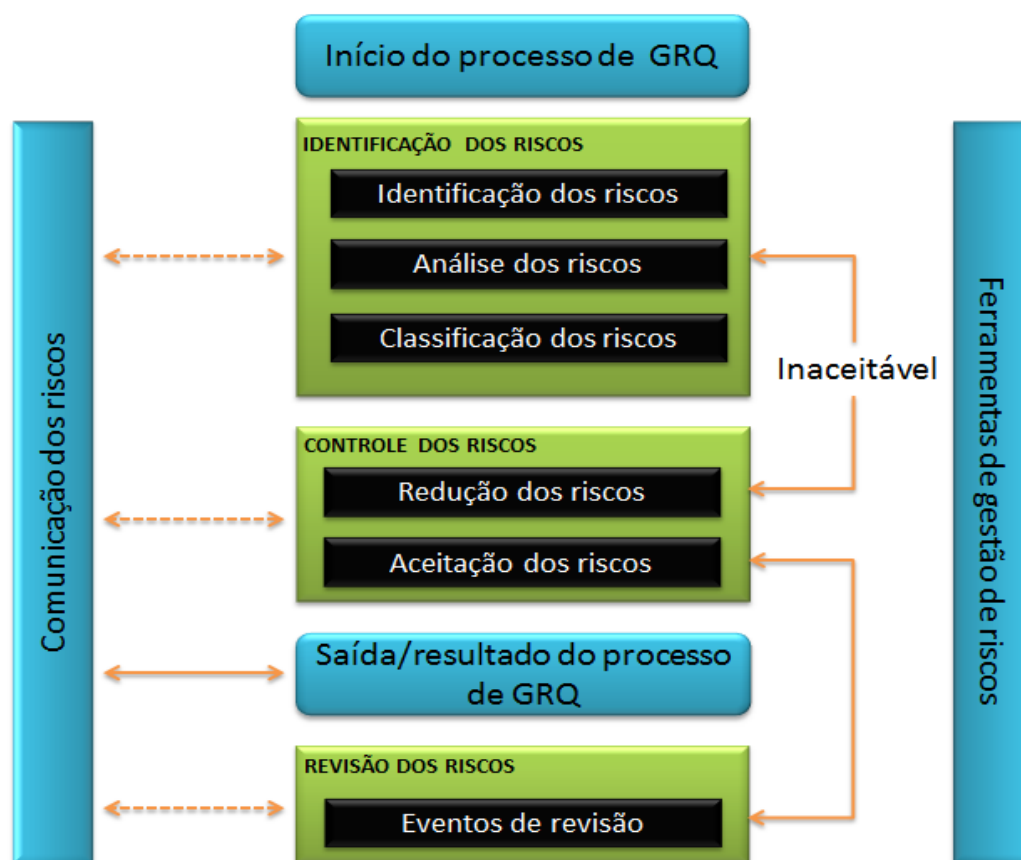 Início do processo de GRQ
IDENTIFICAÇÃO DOS RISCOS
Identificação dos riscos
Análise dos riscos
Classificação dos riscos
Inaceitável
CONTROLE DOS RISCOS
Redução dos riscos
Aceitação dos riscos
Saída/resultado do processo
de GRQ
REVISÃO DOS RISCOS
Eventos de revisão
Comunicação dos riscos
Ferramentas de gestão de riscos